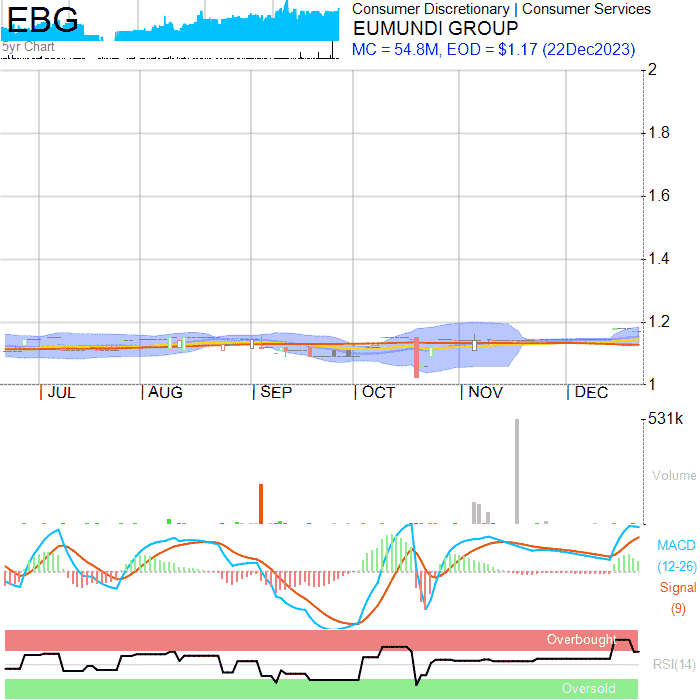 EBG
5yr Chart
Consumer Discretionary | Consumer Services
EUMUNDI GROUP
MC = 54.8M, EOD = $1.17 (22Dec2023)
2
1.8
1.6
1.4
1.2
1
JUL AUG SEP OCT NOV DEC
531k
Volume
MACD
(12-26)
Signal
(9)
Overbought
RSI(14)
Oversold